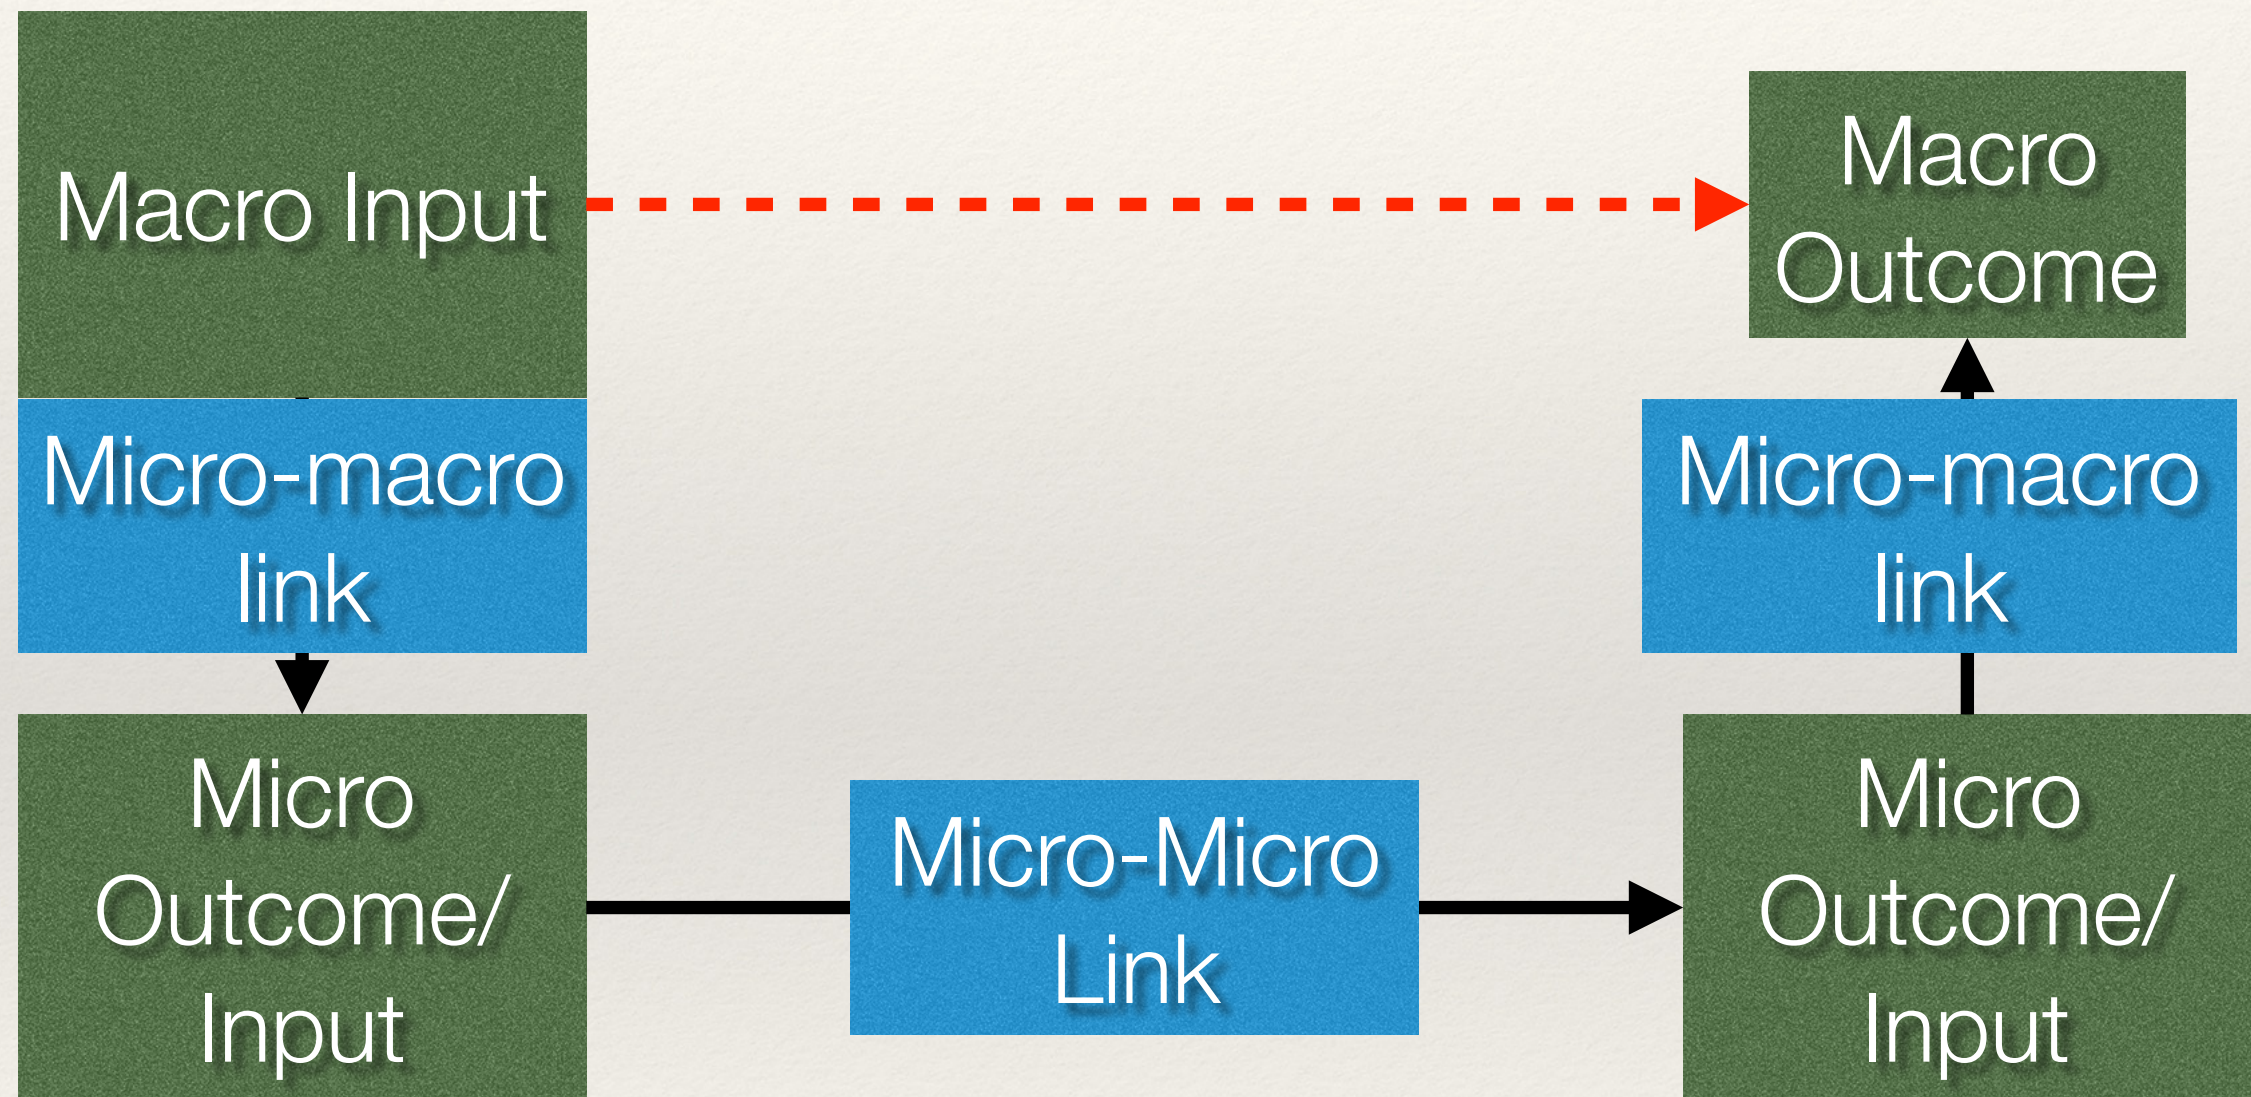 Macro Input
Macro
Outcome
Micro-macro
link
Micro-macro
link
Micro
Outcome/
Input
Micro-Micro
Link
Micro
Outcome/
Input